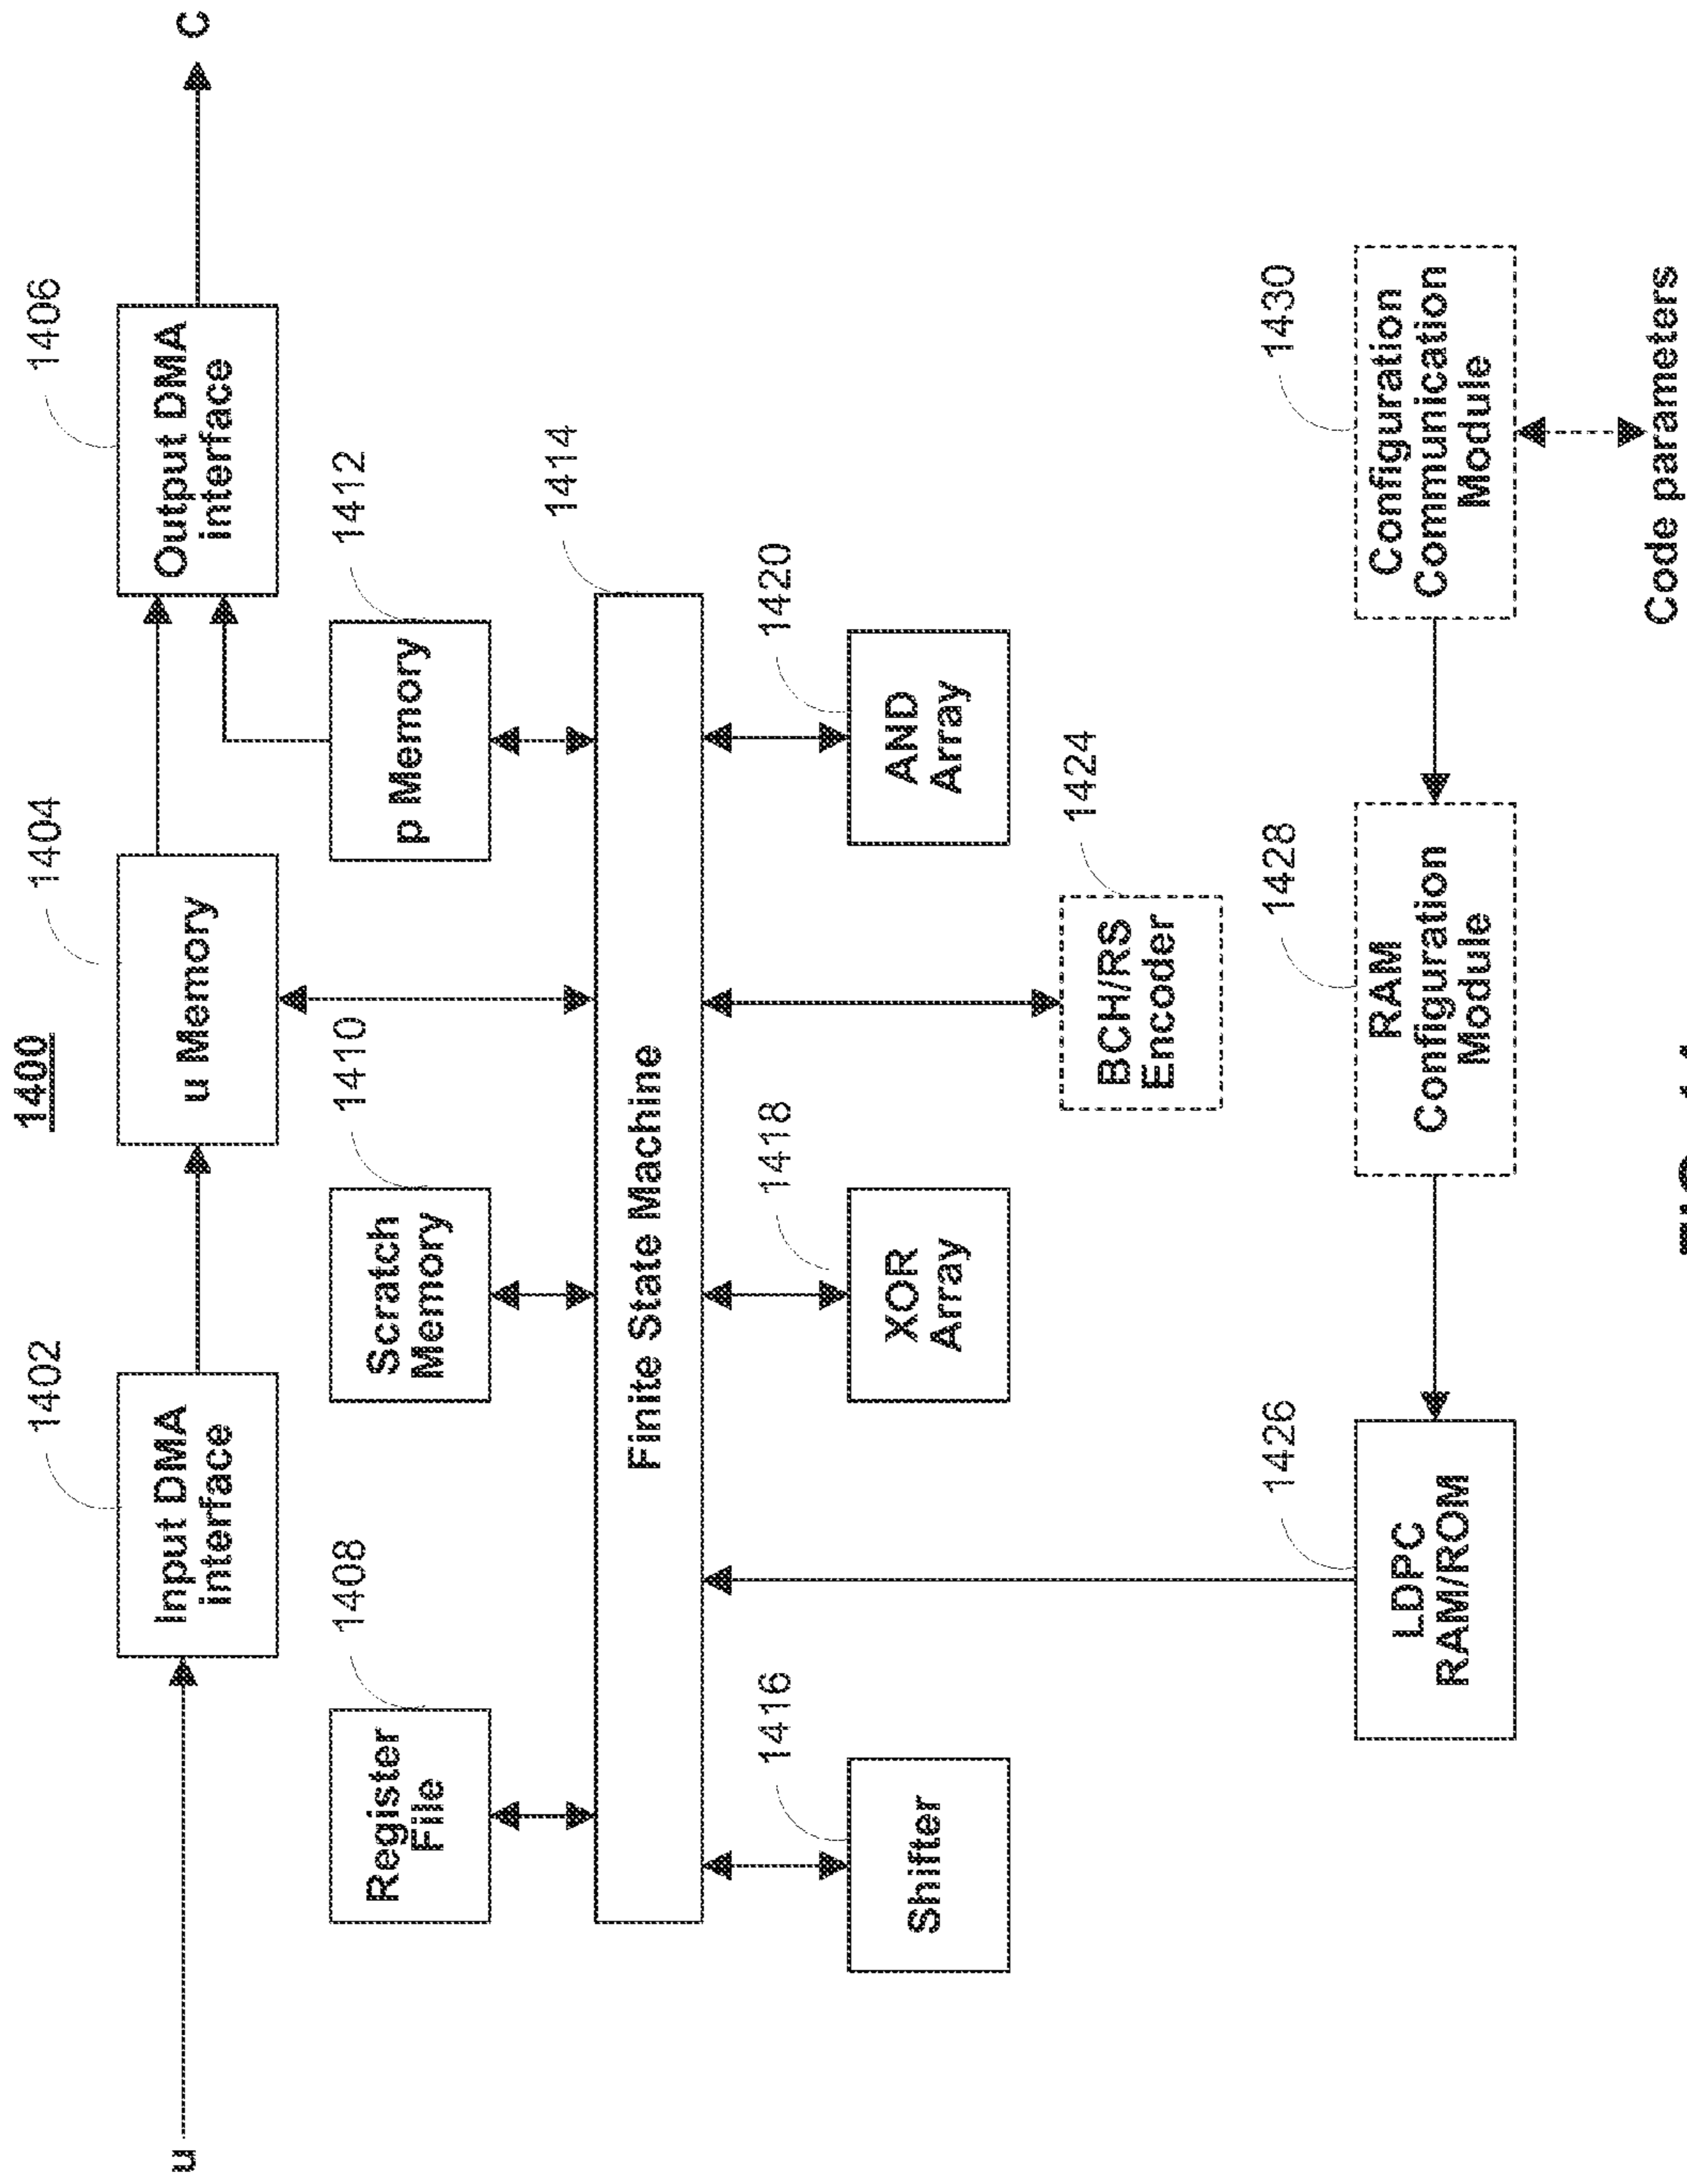 1400
1402
1404
1406
u
Input DMA
interface
u Memory
Output DMA
interface
C
1408
1410
1412
Register
File
Scratch
Memory
p Memory
1414
Finite State Machine
1416
1418
1420
Shifter
XOR
Array
AND
Array
1424
BCH/RS
Encoder
1426
1428
1430
LDPC
RAM/ROM
RAM
Configuration
Module
Configuration
Communication
Module
Code parameters